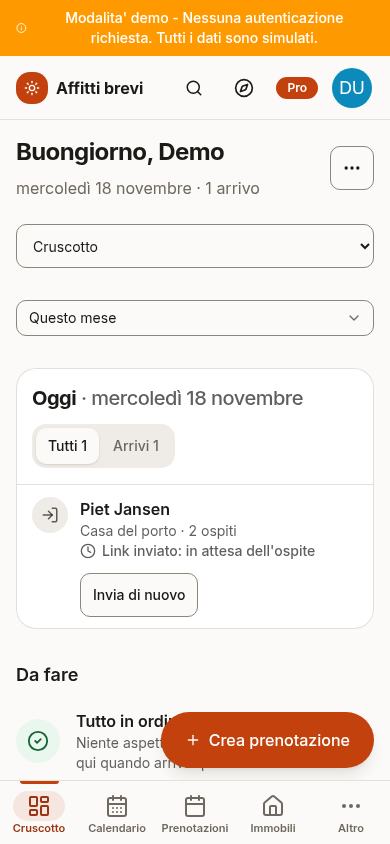 Modalita' demo - Nessuna autenticazione
richiesta. Tutti i dati sono simulati.
Affitti brevi
Pro
DU
Buongiorno, Demo
mercoledì 18 novembre · 1 arrivo
Cruscotto
Questo mese
Oggi · mercoledì 18 novembre
Tutti 1
Arrivi 1
Piet Jansen
Casa del porto · 2 ospiti
Link inviato: in attesa dell'ospite
Invia di nuovo
Da fare
Tutto in
Niente
qui quando
+ Crea prenotazione
Cruscotto
Calendario
Prenotazioni
Immobili
Altro